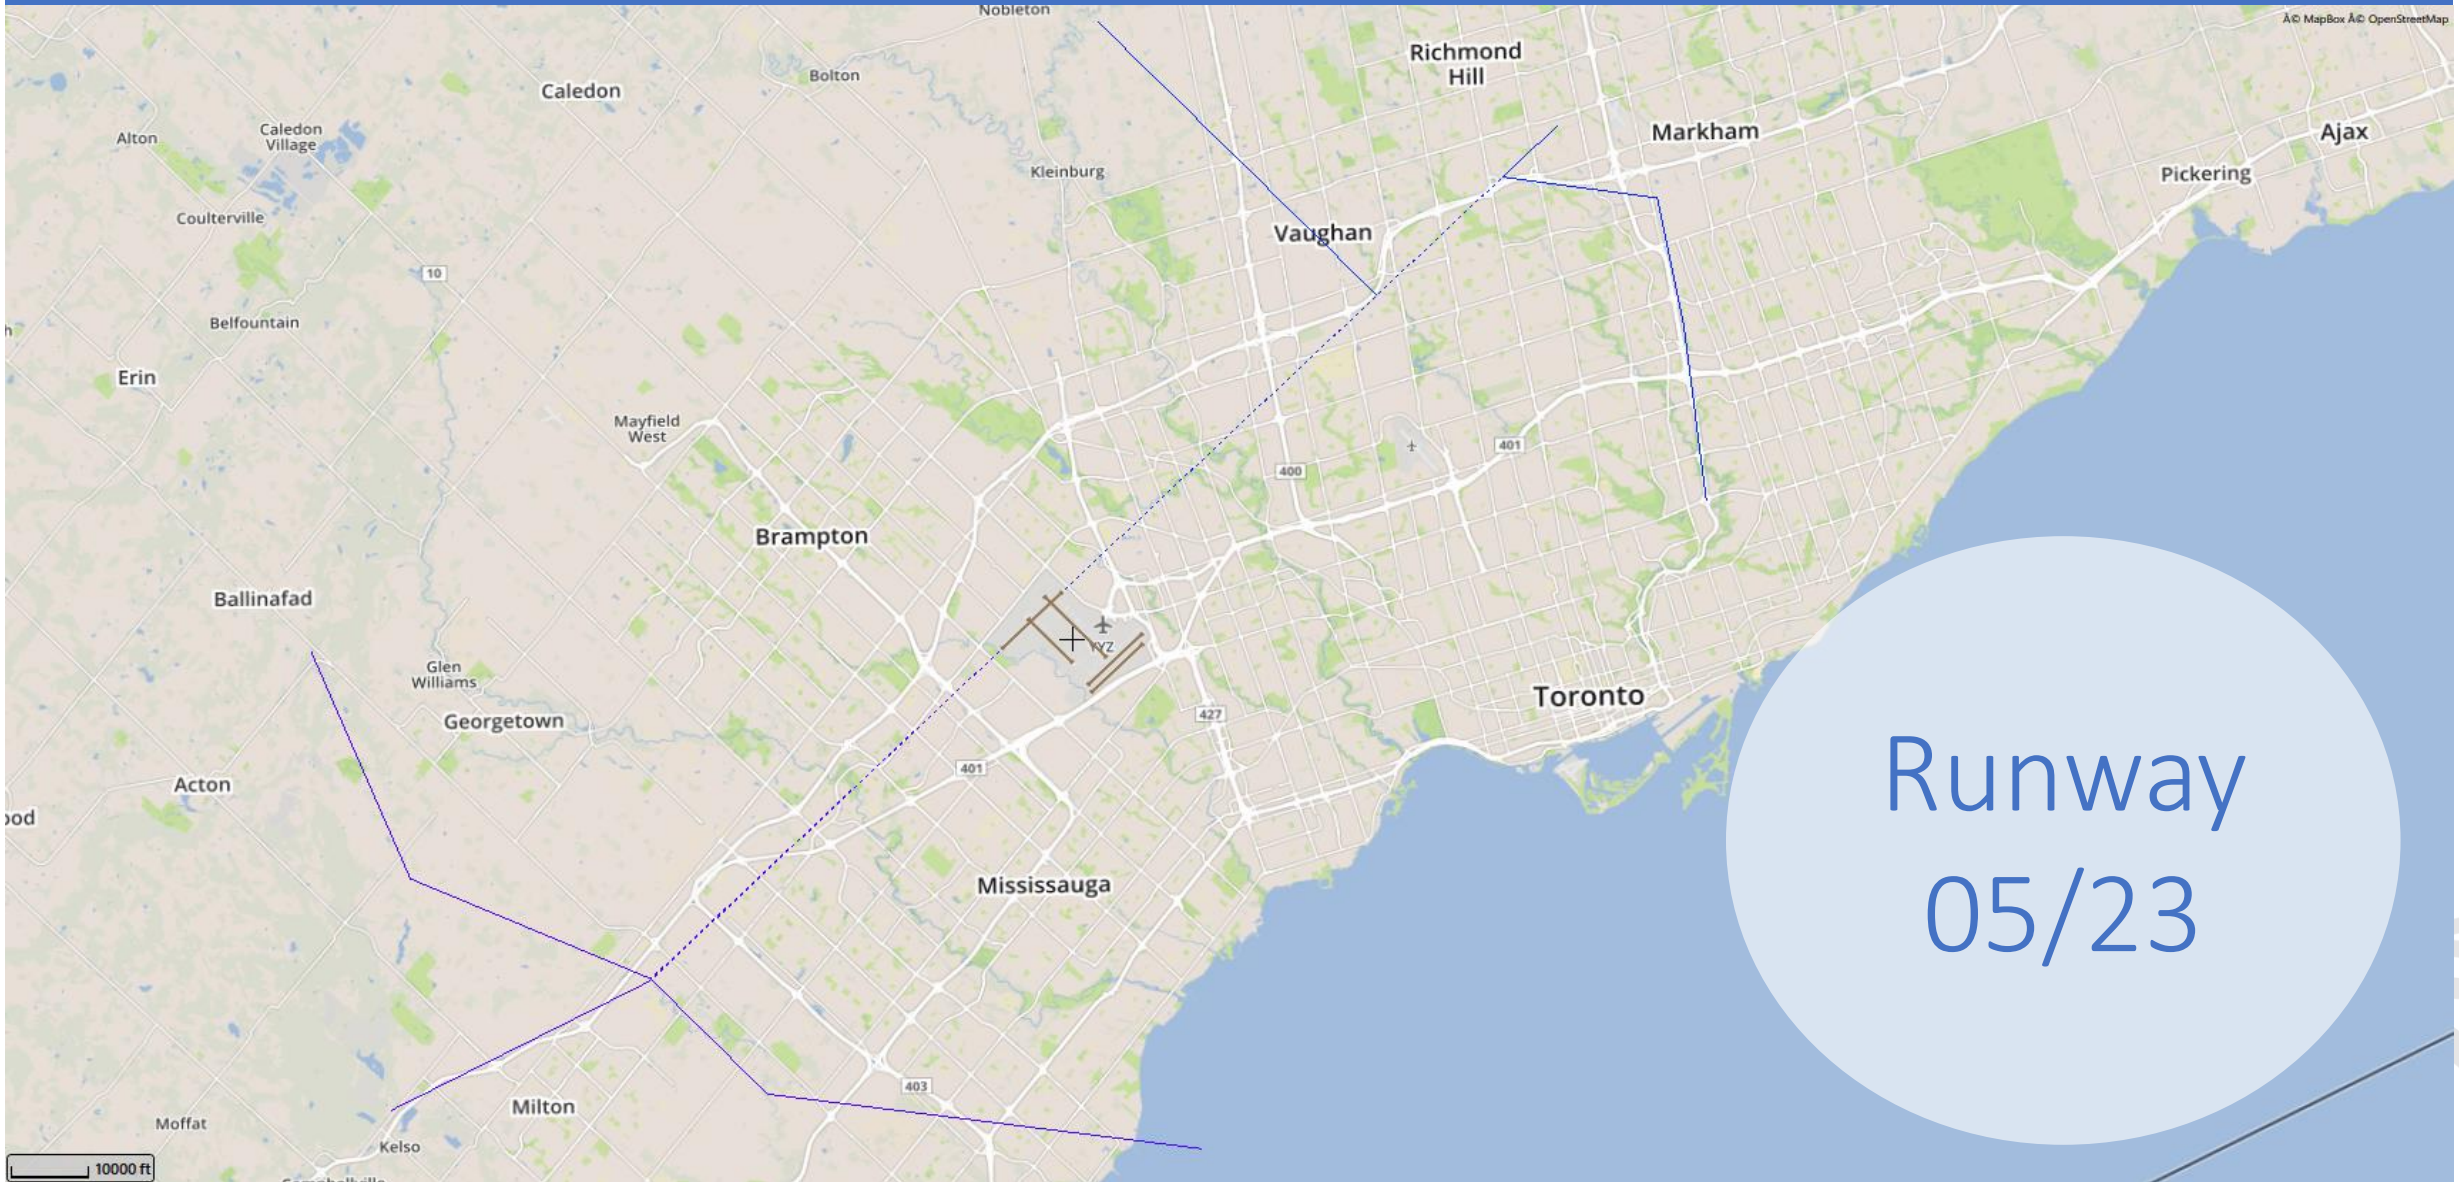 Nobleton
Â© MapBox Â© OpenStreetMap
Richmond
Hill
Caledon
Bolton
Alton
Caledon
Village
Markham
Ajax
Kleinburg
Pickering
Coulterville
Vaughan
10
Belfountain
Erin
Mayfield
West
401
400
Brampton
Ballinafad
YYZ
Glen
Williams
Georgetown
Toronto
427
401
Acton
Runway
05/23
Mississauga
403
Milton
Moffat
Kelso
10000 ft